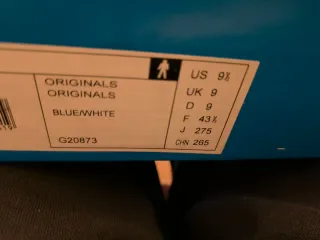 ORIGINALS
ORIGINALS
BLUE/WHITE
G20873
US 9½
UK 9
D 9
F 43⅓
J 275
CHN 265